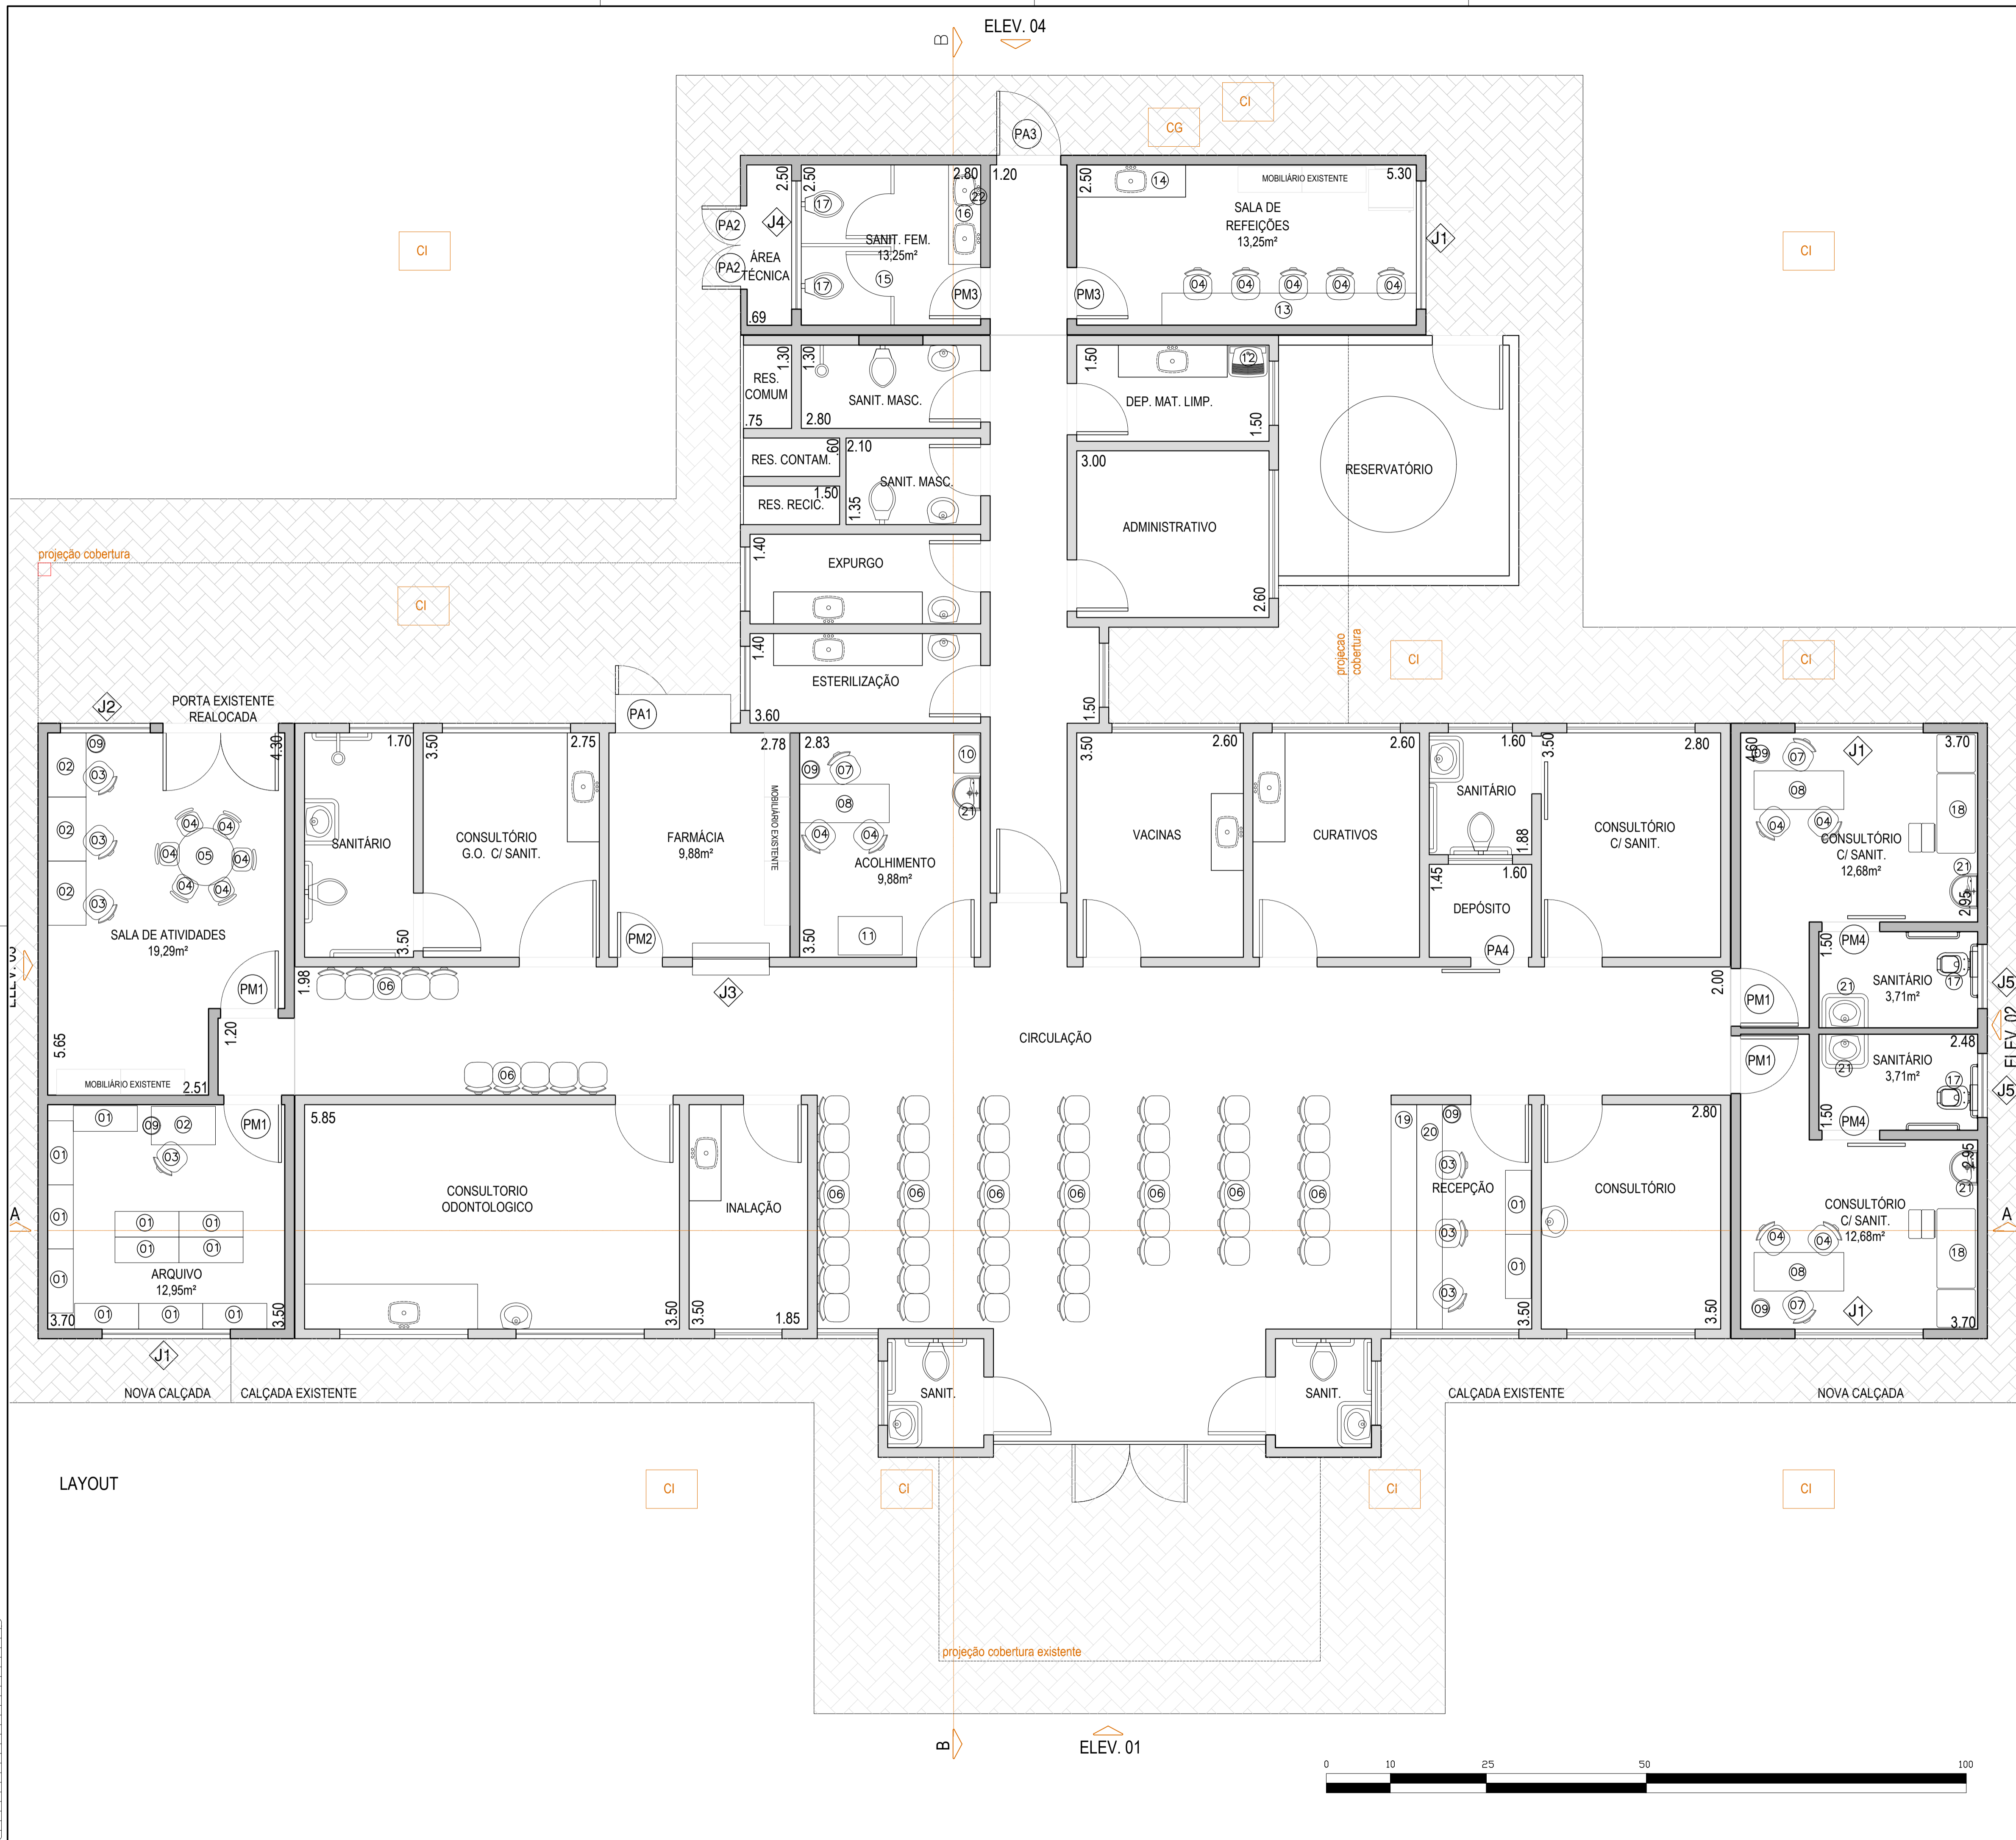 ELEV. 04
B
CI
CG
PA3
CI
CI
2.50
2.50
2.80
1.20
2.50
14
MOBILIÁRIO EXISTENTE
5.30
PA2
J4
17
22
16
SALA DE
REFEIÇÕES
13,25m²
J1
PA2
ÁREA
TÉCNICA
SANIT. FEM.
13,25m²
15
17
PM3
PM3
04
04
04
04
04
13
.69
1.30
1.30
RES.
COMUM
SANIT. MASC.
.75
2.80
1.50
12
DEP. MAT. LIMP.
1.50
RES. CONTAM.
.60
2.10
SANIT. MASC.
RES. RECIC.
1.50
1.35
3.00
ADMINISTRATIVO
2.60
RESERVATÓRIO
projeção cobertura
CI
1.40
EXPURGO
1.40
ESTERILIZAÇÃO
3.60
1.50
projecao
cobertura
CI
CI
J2
PORTA EXISTENTE
REALOCADA
PA1
09
4.30
02
03
02
03
02
03
04
04
04
05
04
04
04
SALA DE ATIVIDADES
19,29m²
1.70
SANITÁRIO
3.50
3.50
2.75
CONSULTÓRIO
G.O. C/ SANIT.
2.78
FARMÁCIA
9,88m²
MOBILIÁRIO EXISTENTE
PM2
2.83
09
07
08
04
04
10
21
ACOLHIMENTO
9,88m²
3.50
11
3.50
2.60
VACINAS
2.60
CURATIVOS
1.60
SANITÁRIO
1.88
1.45
1.60
DEPÓSITO
PA4
3.50
2.80
CONSULTÓRIO
C/ SANIT.
4.60
09
07
J1
3.70
08
18
04
04
CONSULTÓRIO
C/ SANIT.
12,68m²
21
2.95
ELEV. 03
PM1
1.98
06
J3
2.00
PM1
1.50
PM4
SANITÁRIO
3,71m²
17
21
J5
ELEV. 02
5.65
1.20
MOBILIÁRIO EXISTENTE
2.51
06
CIRCULAÇÃO
PM1
2.48
SANITÁRIO
3,71m²
21
17
J5
1.50
PM4
01
09
02
PM1
03
01
01
01
01
01
01
01
ARQUIVO
12,95m²
3.70
01
01
01
3.50
J1
5.85
CONSULTORIO
ODONTOLOGICO
3.50
INALAÇÃO
3.50
1.85
06
06
06
06
06
06
06
19
20
09
03
RECEPÇÃO
03
03
01
01
3.50
2.80
CONSULTÓRIO
3.50
2.95
21
CONSULTÓRIO
C/ SANIT.
12,68m²
04
04
08
18
09
07
J1
3.70
A
A
NOVA CALÇADA
CALÇADA EXISTENTE
SANIT.
SANIT.
CALÇADA EXISTENTE
NOVA CALÇADA
LAYOUT
CI
CI
CI
CI
projeção cobertura existente
B
ELEV. 01
0
10
25
50
100